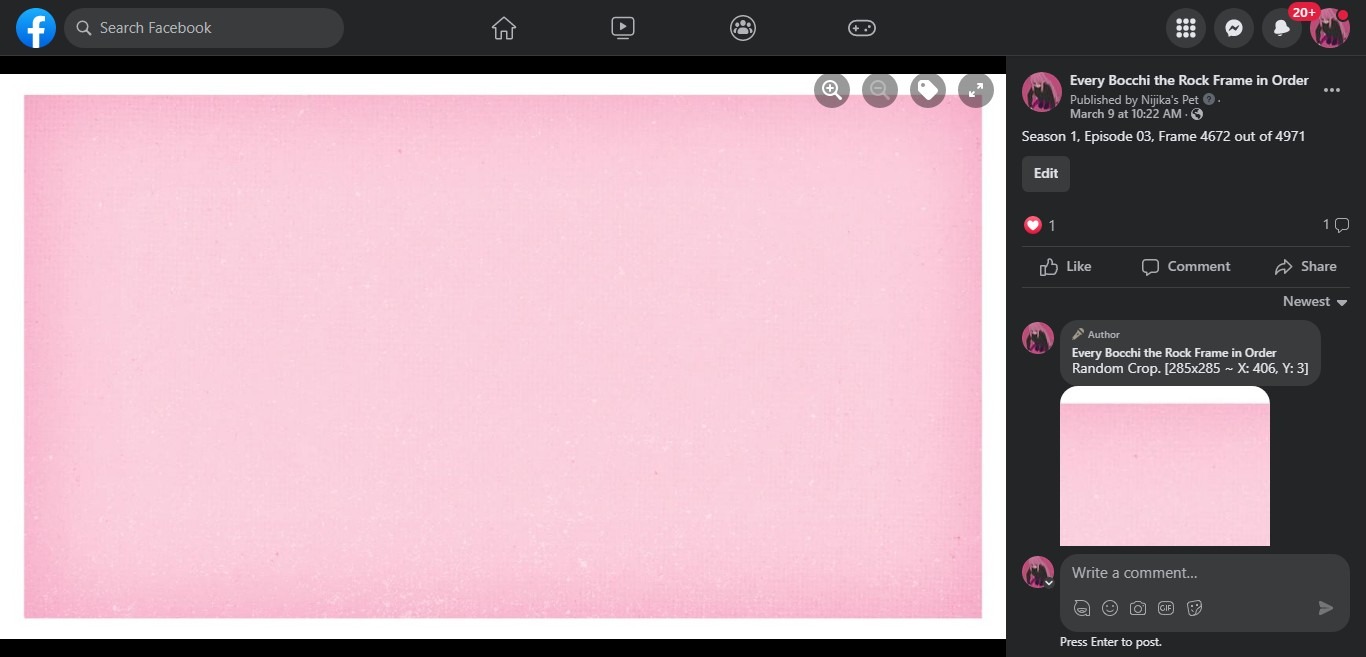 Search Facebook
20+
Every Bocchi the Rock Frame in Order
Published by Nijika's Pet ·
March 9 at 10:22 AM ·
Season 1, Episode 03, Frame 4672 out of 4971
Edit
1
1
Like
Comment
Share
Newest
Author
Every Bocchi the Rock Frame in Order
Random Crop. [285x285 ~ X: 406, Y: 3]
Write a comment...
GIF
Press Enter to post.